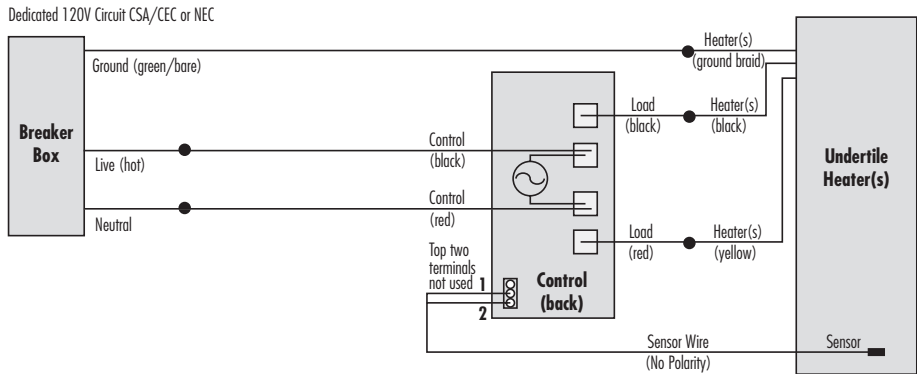 Dedicated 120V Circuit CSA/CEC or NEC
Breaker
Box
Ground (green/bare)
Live (hot)
Neutral
Control
(black)
Control
(red)
Top two
terminals
not used
1
2
Control
(back)
Load
(black)
Load
(red)
Heater(s)
(ground braid)
Heater(s)
(black)
Heater(s)
(yellow)
Undertile
Heater(s)
Sensor Wire
(No Polarity)
Sensor